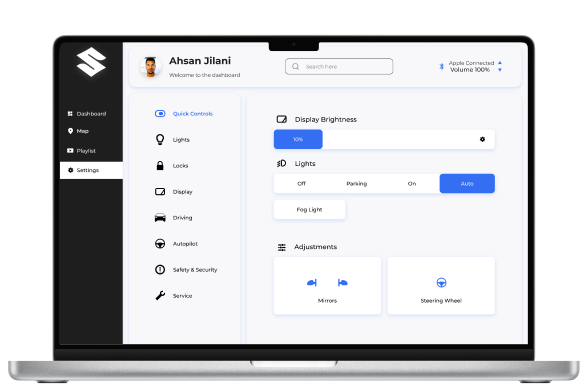 Ahsan Jilani
Welcome to the dashboard
Search here
Apple Connected
Volume 100%
Dashboard
Map
Playlist
Settings
Quick Controls
Lights
Locks
Display
Driving
Autopilot
Safety & Security
Service
Display Brightness
10%
Lights
Off Parking On Auto
Fog Light
Adjustments
Mirrors
Steering Wheel